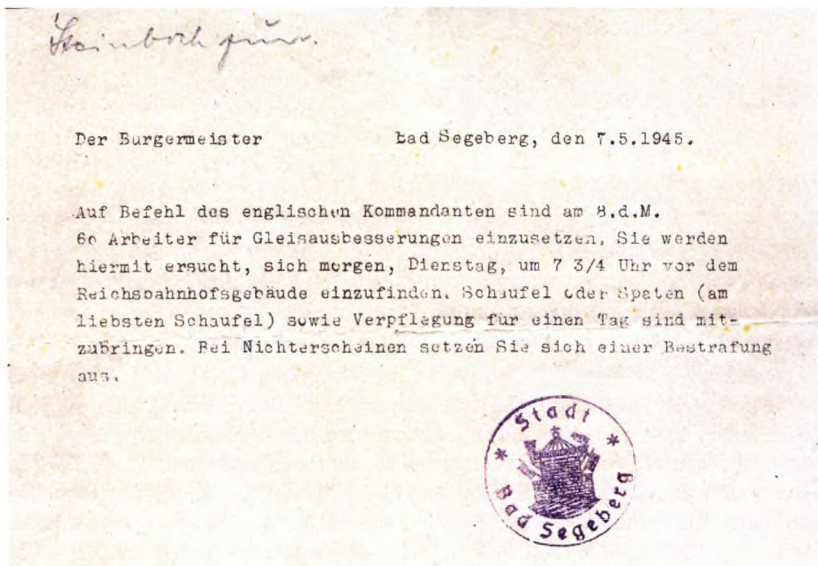 Steinbock jun.
Der Burgermeister Bad Segeberg, den 7.5.1945.
Auf Befehl des englischen Kommandanten sind am 8.d.M.
60 Arbeiter für Gleisausbesserungen einzusetzen. Sie werden
hiermit ersucht, sich morgen, Dienstag, um 7 3/4 Uhr vor dem
Reichsbahnhofsgebäude einzufinden. Schaufel oder Spaten (am
liebsten Schaufel) sowie Verpflegung für einen Tag sind mit-
zubringen. Bei Nichterscheinen setzen Sie sich einer Bestrafung
aus.
* Stadt *
Bad Segeberg